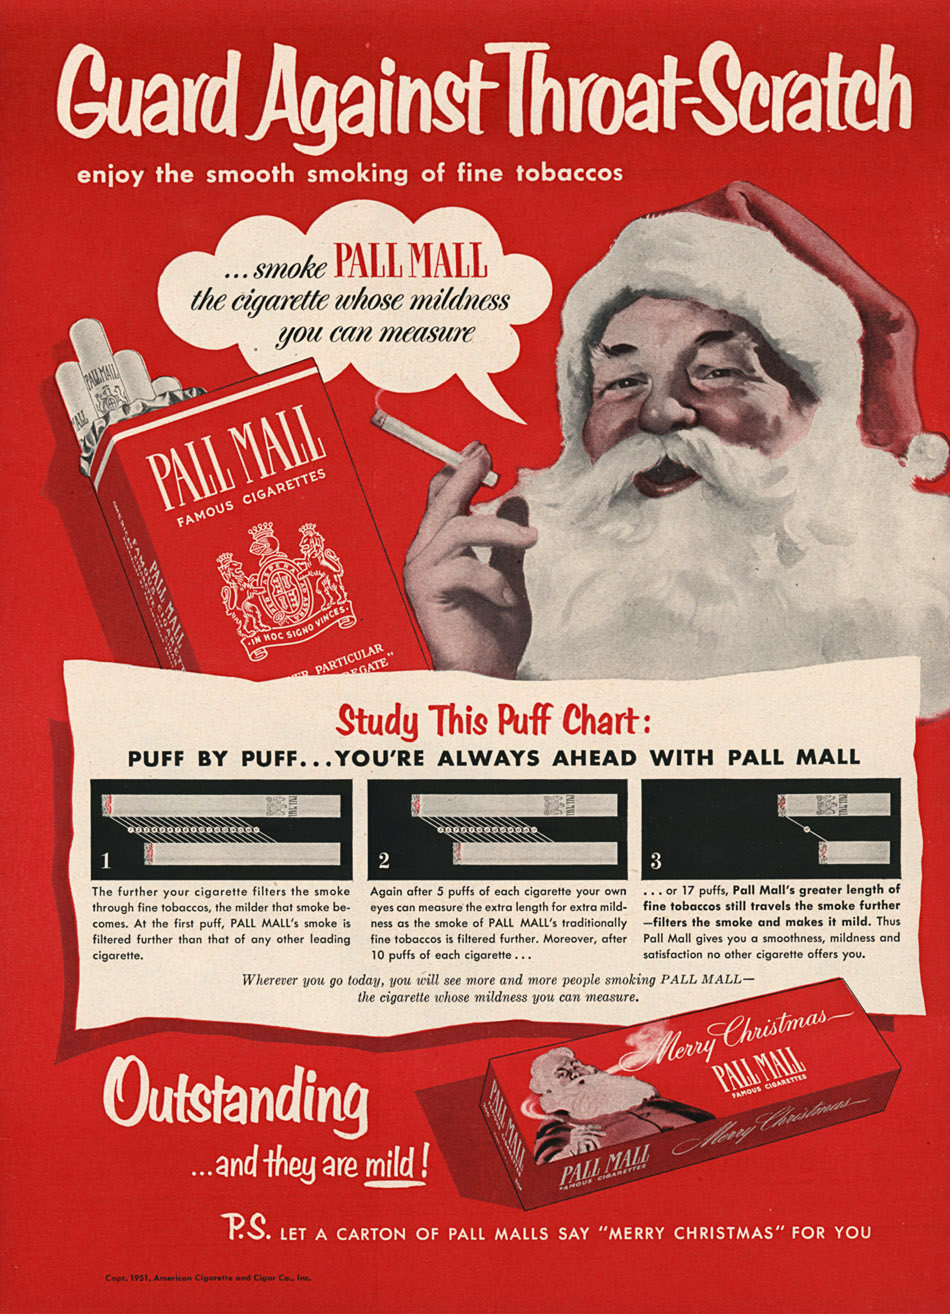 Guard Against Throat-Scratch
enjoy the smooth smoking of fine tobaccos
...smoke PALL MALL
the cigarette whose mildness
you can measure
PALL MALL
PALL MALL
FAMOUS CIGARETTES
PALL MALL
IN HOC SIGNO VINCES
PARTICULAR
Study This Puff Chart:
PUFF BY PUFF...YOU'RE ALWAYS AHEAD WITH PALL MALL
1
2
3
The further your cigarette filters the smoke
through fine tobaccos, the milder that smoke be-
comes. At the first puff, PALL MALL's smoke is
filtered further than that of any other leading
cigarette.
Again after 5 puffs of each cigarette your own
eyes can measure the extra length for extra mild-
ness as the smoke of PALL MALL's traditionally
fine tobaccos is filtered further. Moreover, after
10 puffs of each cigarette ...
... or 17 puffs, Pall Mall's greater length of
fine tobaccos still travels the smoke further
—filters the smoke and makes it mild. Thus
Pall Mall gives you a smoothness, mildness and
satisfaction no other cigarette offers you.
Wherever you go today, you will see more and more people smoking PALL MALL—
the cigarette whose mildness you can measure.
Outstanding
...and they are mild!
Merry Christmas
PALL MALL
FAMOUS CIGARETTES
PALL MALL
PALL MALL
FAMOUS CIGARETTES
Merry Christmas
P.S. LET A CARTON OF PALL MALLS SAY "MERRY CHRISTMAS" FOR YOU
Copr. 1951, American Cigarette and Cigar Co., Inc.